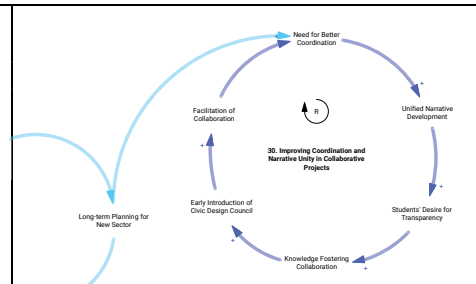 Need for Better
Coordination
+
+
Facilitation of
Collaboration
R
Unified Narrative
Development
+
30. Improving Coordination and
Narrative Unity in Collaborative
Projects
+
Early Introduction of
Civic Design Council
Students' Desire for
Transparency
Long-term Planning for
New Sector
+
Knowledge Fostering
Collaboration
+